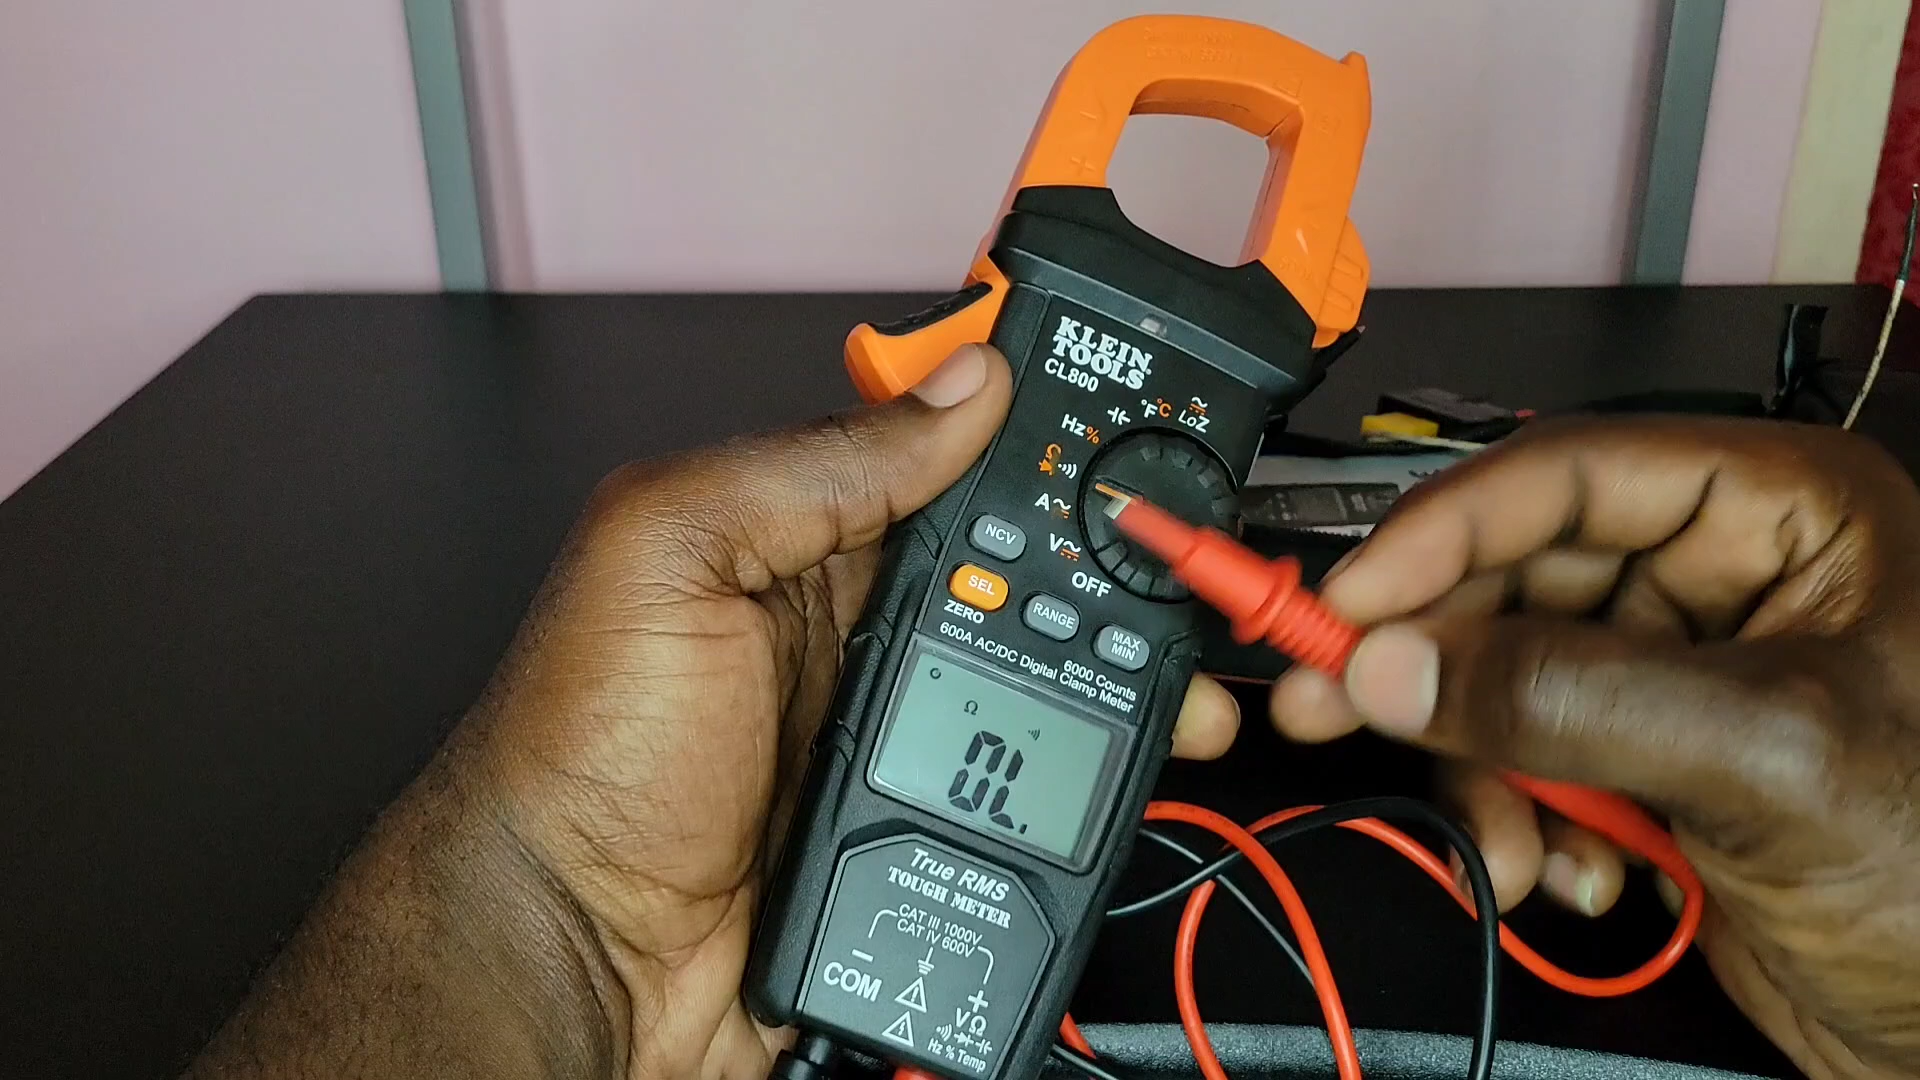 KLEIN
TOOLS
CL800
°F°C
LoZ
Hz%
A
V
OFF
NCV
SEL
ZERO
RANGE
MAX
MIN
600A AC/DC Digital Clamp Meter
6000 Counts
Ω
OL.
True RMS
TOUGH METER
CAT III 1000V
CAT IV 600V
–
COM
+
VΩ
Hz % Temp